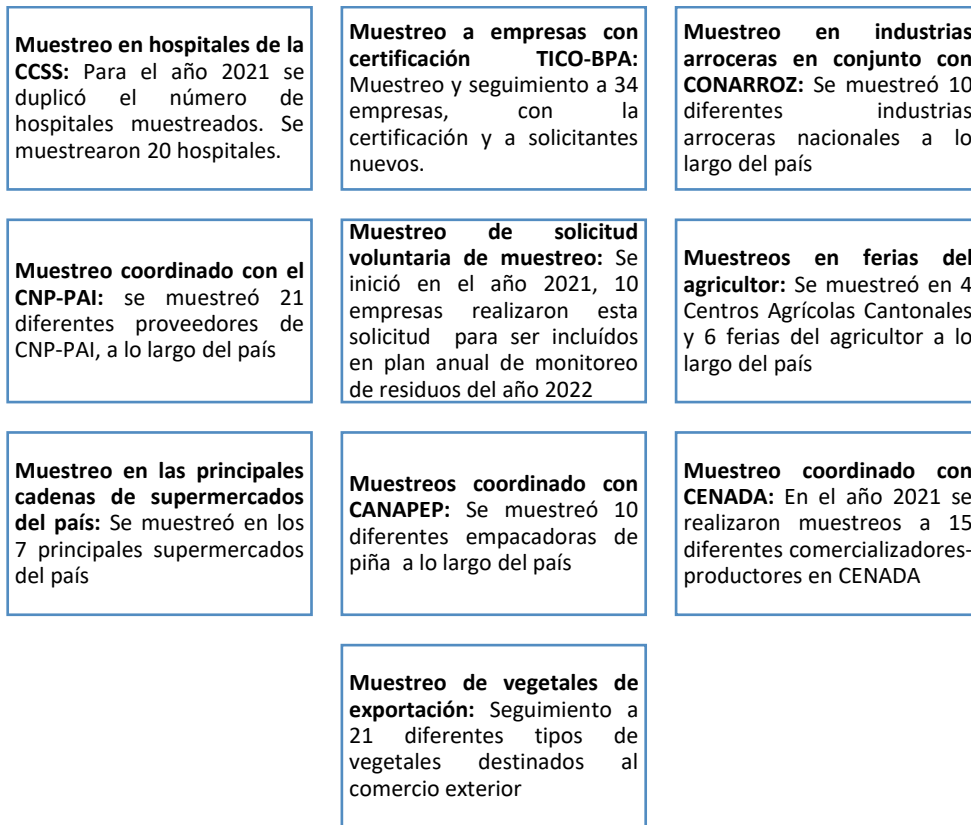 Muestreo en hospitales de la
CCSS: Para el año 2021 se
duplicó el número de
hospitales muestreados. Se
muestrearon 20 hospitales.
Muestreo a empresas con
certificación TICO-BPA:
Muestreo y seguimiento a 34
empresas, con la
certificación y a solicitantes
nuevos.
Muestreo en industrias
arroceras en conjunto con
CONARROZ: Se muestreó 10
diferentes industrias
arroceras nacionales a lo
largo del país
Muestreo coordinado con el
CNP-PAI: se muestreó 21
diferentes proveedores de
CNP-PAI, a lo largo del país
Muestreo de solicitud
voluntaria de muestreo: Se
inició en el año 2021, 10
empresas realizaron esta
solicitud para ser incluídos
en plan anual de monitoreo
de residuos del año 2022
Muestreos en ferias del
agricultor: Se muestreó en 4
Centros Agrícolas Cantonales
y 6 ferias del agricultor a lo
largo del país
Muestreo en las principales
cadenas de supermercados
del país: Se muestreó en los
7 principales supermercados
del país
Muestreos coordinado con
CANAPEP: Se muestreó 10
diferentes empacadoras de
piña a lo largo del país
Muestreo coordinado con
CENADA: En el año 2021 se
realizaron muestreos a 15
diferentes comercializadores-
productores en CENADA
Muestreo de vegetales de
exportación: Seguimiento a
21 diferentes tipos de
vegetales destinados al
comercio exterior